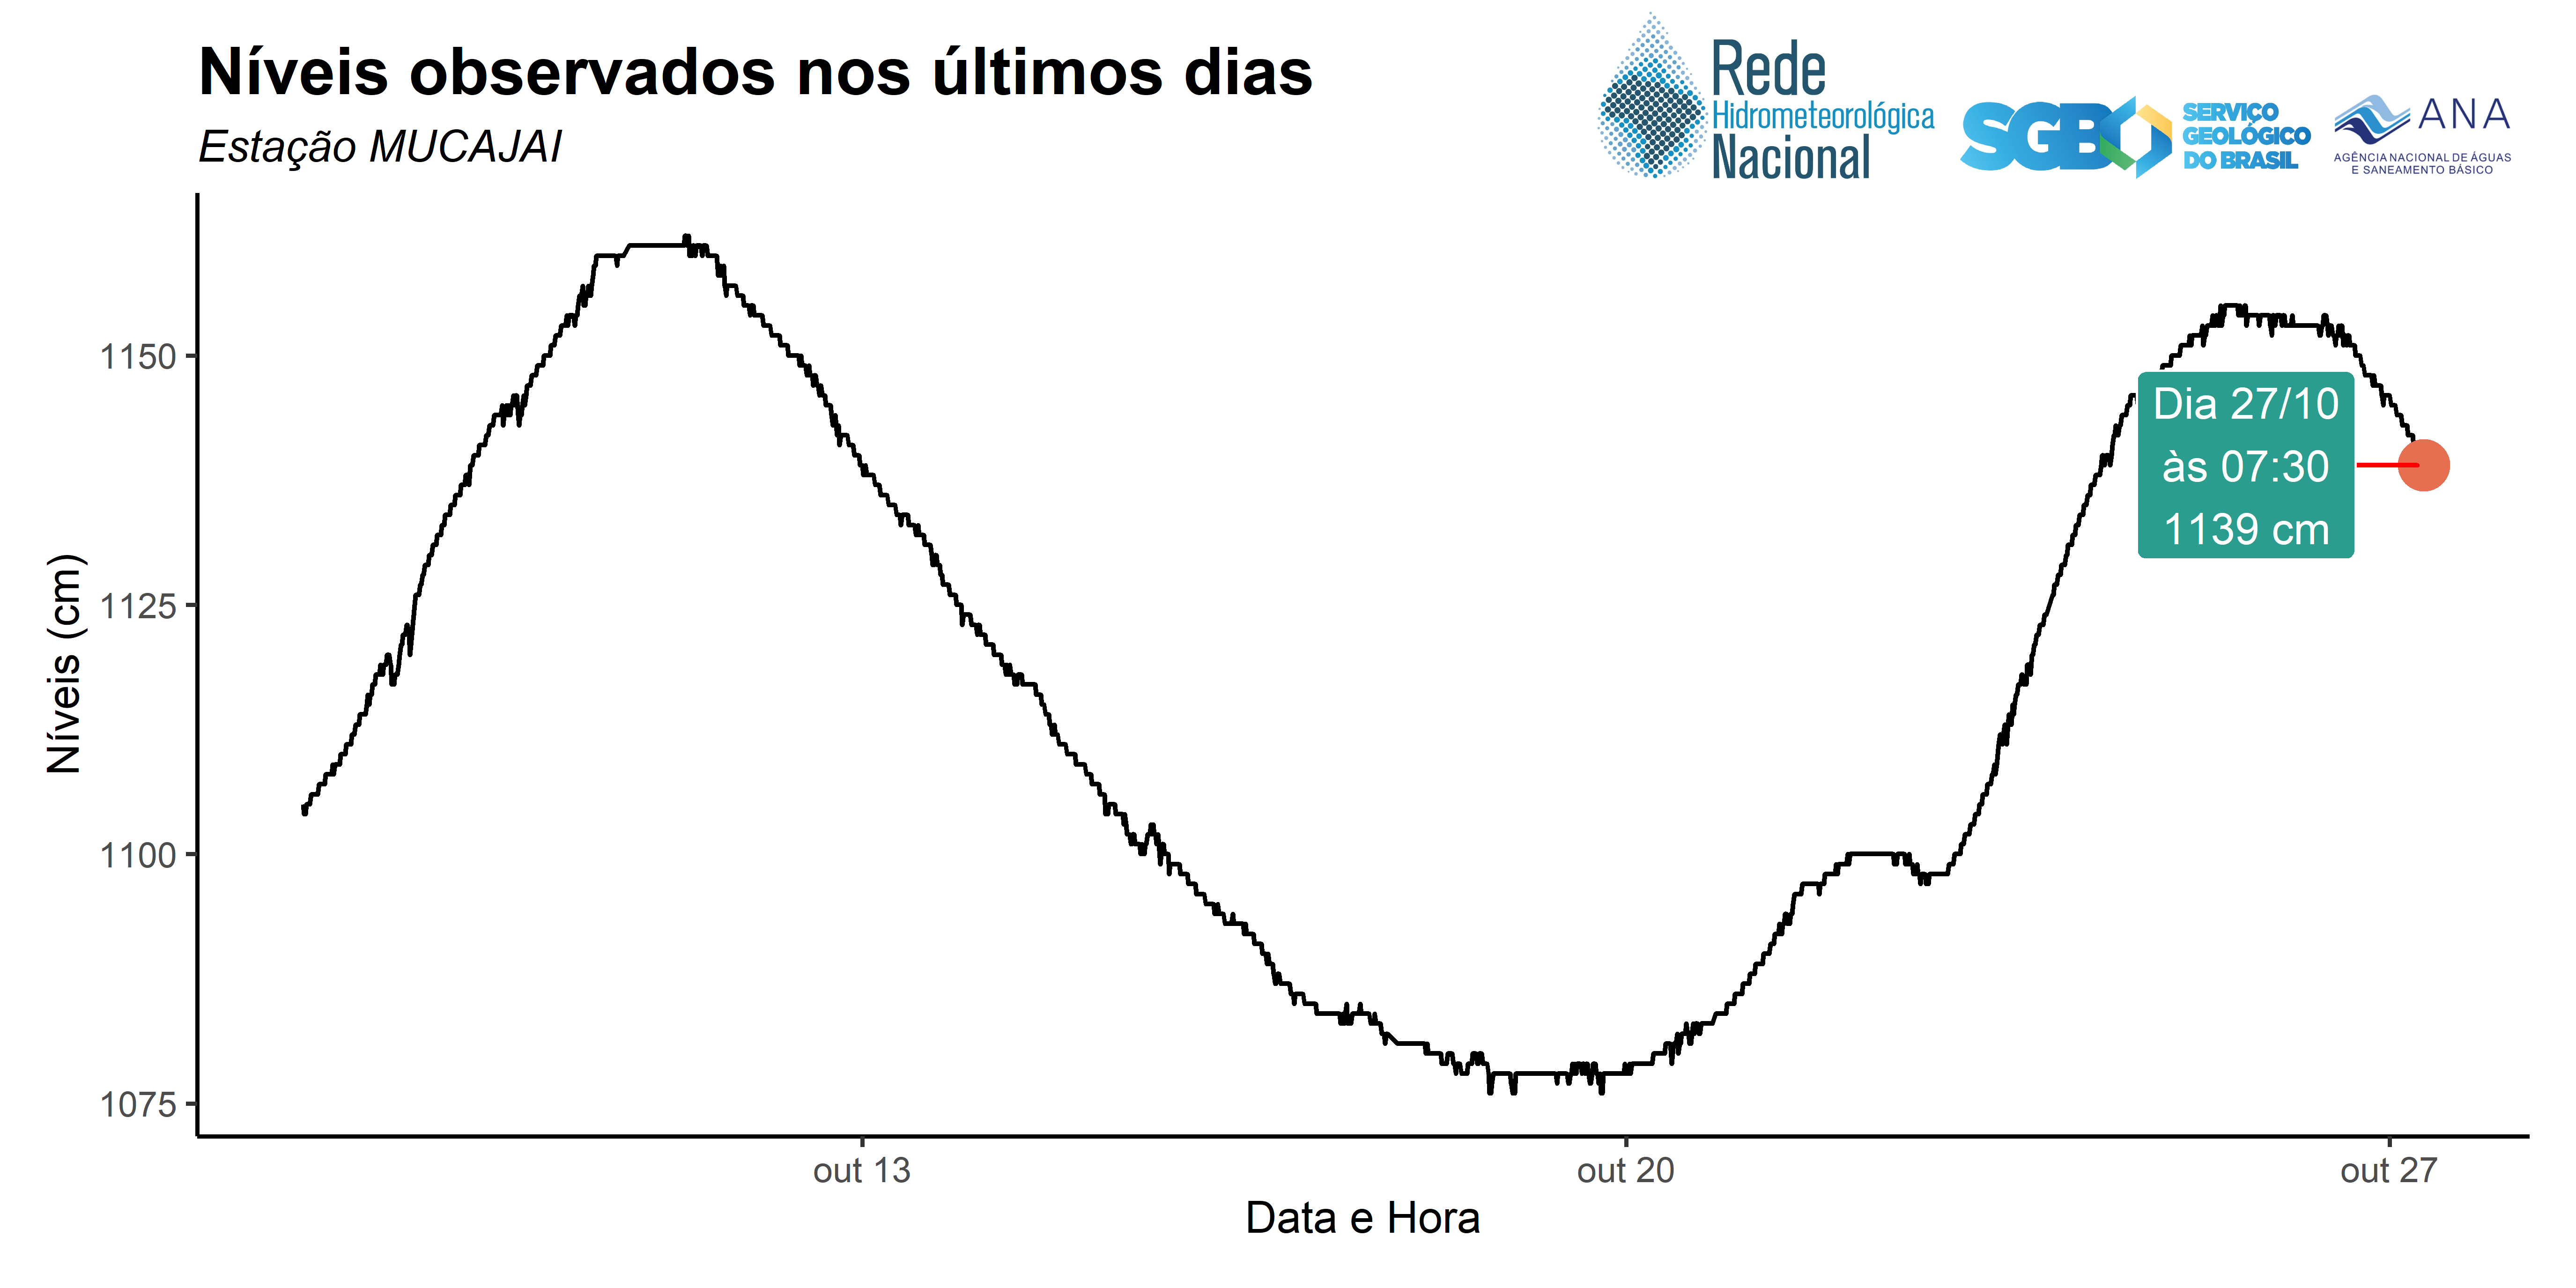 Níveis observados nos últimos dias
Estação MUCAJAI
Rede
Hidrometeorológica
Nacional
SGB
SERVIÇO
GEOLÓGICO
DO BRASIL
ANA
AGÊNCIA NACIONAL DE ÁGUAS
E SANEAMENTO BÁSICO
Níveis (cm)
1150
1125
1100
1075
Dia 27/10
às 07:30
1139 cm
out 13
out 20
out 27
Data e Hora